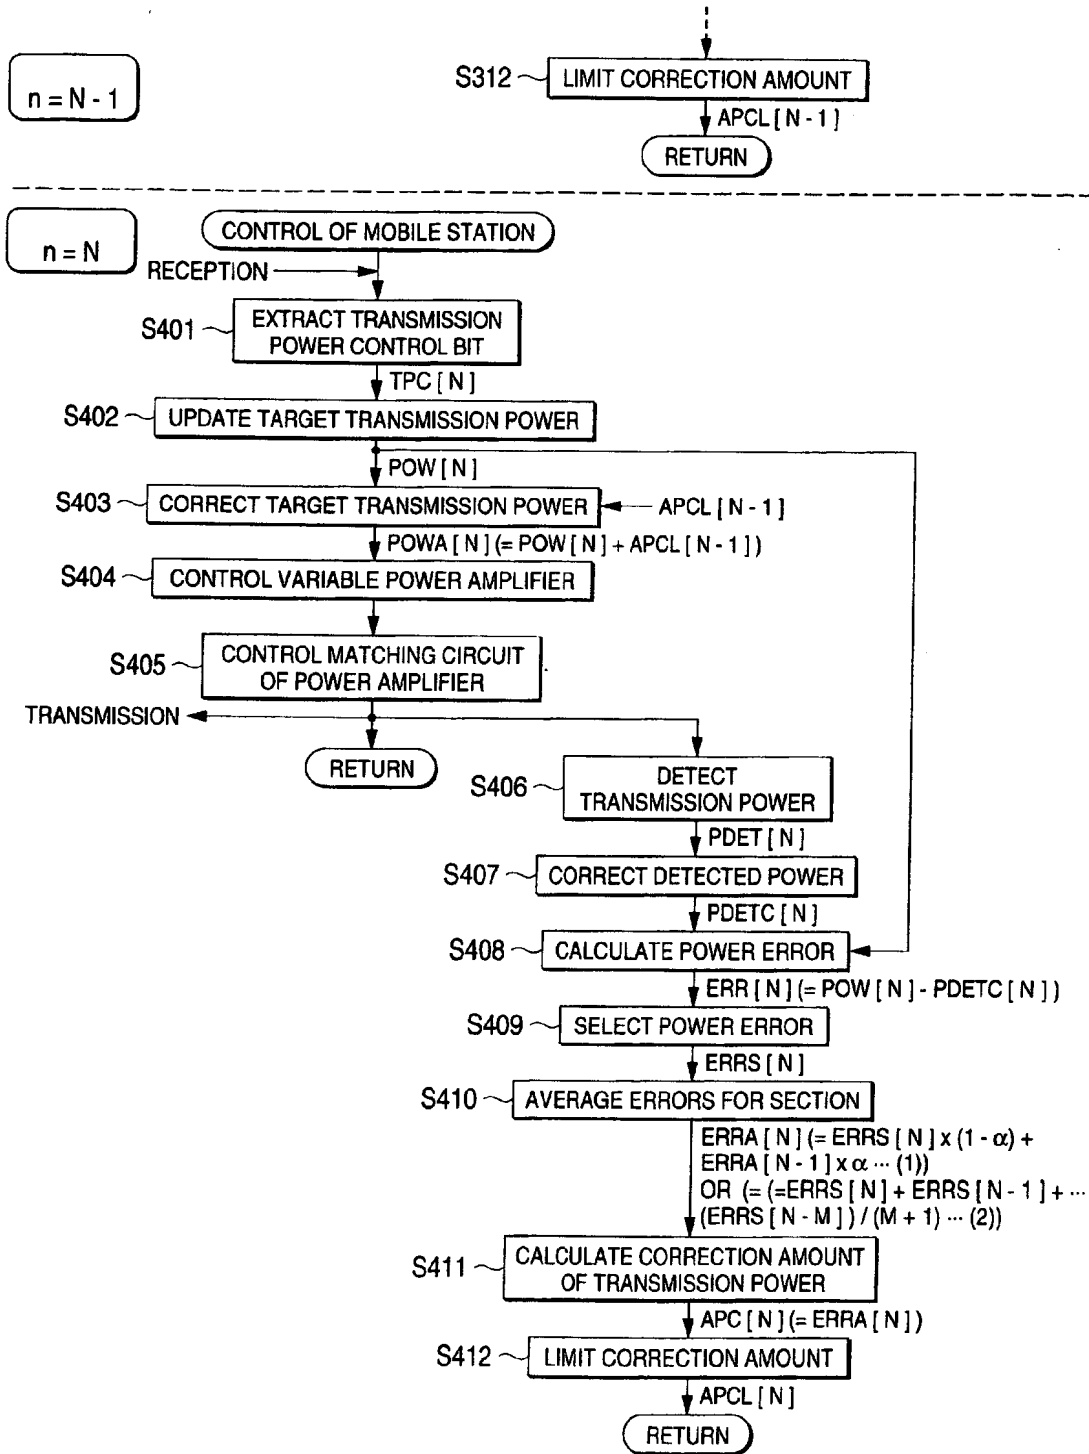 n = N - 1
S312
LIMIT CORRECTION AMOUNT
APCL [ N - 1 ]
RETURN
n = N
CONTROL OF MOBILE STATION
RECEPTION
S401
EXTRACT TRANSMISSION
POWER CONTROL BIT
TPC [ N ]
S402
UPDATE TARGET TRANSMISSION POWER
POW [ N ]
S403
CORRECT TARGET TRANSMISSION POWER
APCL [ N - 1 ]
POWA [ N ] (= POW [ N ] + APCL [ N - 1 ])
S404
CONTROL VARIABLE POWER AMPLIFIER
S405
CONTROL MATCHING CIRCUIT
OF POWER AMPLIFIER
TRANSMISSION
RETURN
S406
DETECT
TRANSMISSION POWER
PDET [ N ]
S407
CORRECT DETECTED POWER
PDETC [ N ]
S408
CALCULATE POWER ERROR
ERR [ N ] (= POW [ N ] - PDETC [ N ])
S409
SELECT POWER ERROR
ERRS [ N ]
S410
AVERAGE ERRORS FOR SECTION
ERRA [ N ] (= ERRS [ N ] x (1 - α) +
ERRA [ N - 1 ] x α ··· (1))
OR (= (=ERRS [ N ] + ERRS [ N - 1 ] + ···
(ERRS [ N - M ] ) / (M + 1) ··· (2))
S411
CALCULATE CORRECTION AMOUNT
OF TRANSMISSION POWER
APC [ N ] (= ERRA [ N ])
S412
LIMIT CORRECTION AMOUNT
APCL [ N ]
RETURN